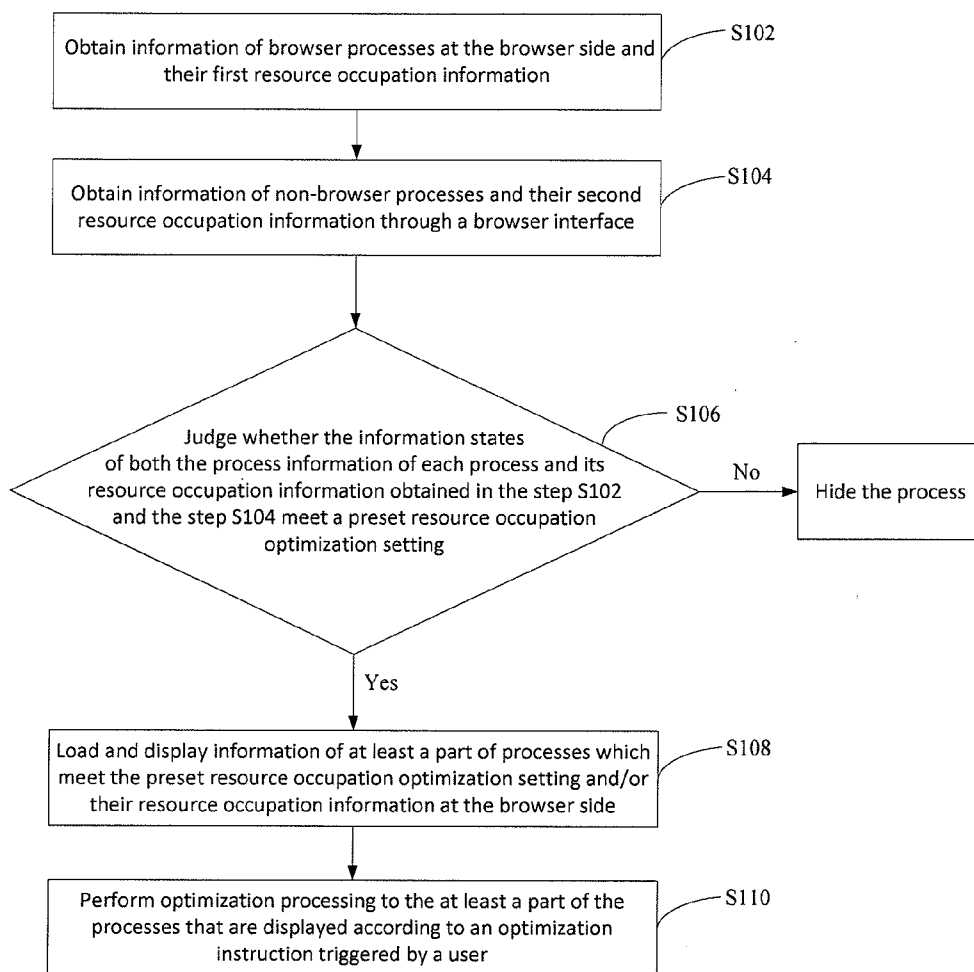 S102
Obtain information of browser processes at the browser side and
their first resource occupation information
S104
Obtain information of non-browser processes and their second
resource occupation information through a browser interface
S106
Judge whether the information states
of both the process information of each process and its
resource occupation information obtained in the step S102
and the step S104 meet a preset resource occupation
optimization setting
No
Hide the process
Yes
S108
Load and display information of at least a part of processes which
meet the preset resource occupation optimization setting and/or
their resource occupation information at the browser side
S110
Perform optimization processing to the at least a part of the
processes that are displayed according to an optimization
instruction triggered by a user